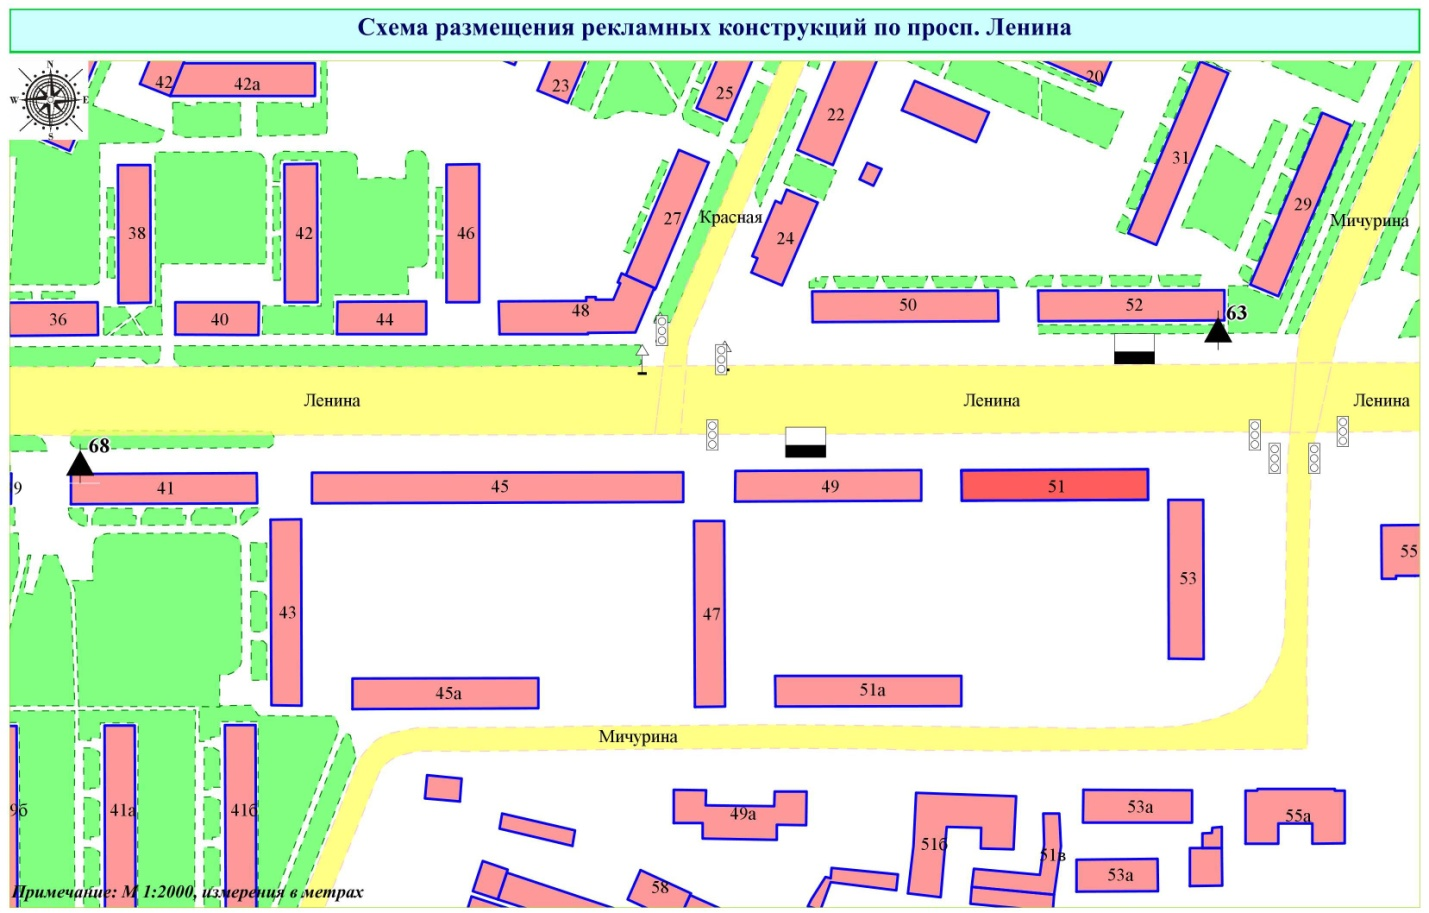 Схема размещения рекламных конструкций по просп. Ленина
N
W E
S
42 42а 23 25 22 20
31
38 42 46 27 Красная 24 29 Мичурина
36 40 44 48 50 52 63
Ленина Ленина Ленина
68
9 41 45 49 51
43 47 53 55
45а 51а
Мичурина
9б 41а 41б 49а 51б 51в 53а 55а
58 53а
Примечание: М 1:2000, измерения в метрах